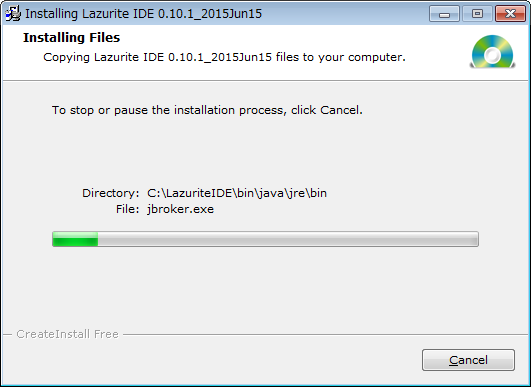 Installing Lazurite IDE 0.10.1_2015Jun15
Installing Files
Copying Lazurite IDE 0.10.1_2015Jun15 files to your computer.
To stop or pause the installation process, click Cancel.
Directory: C:\LazuriteIDE\bin\java\jre\bin
File: jbroker.exe
CreateInstall Free
Cancel